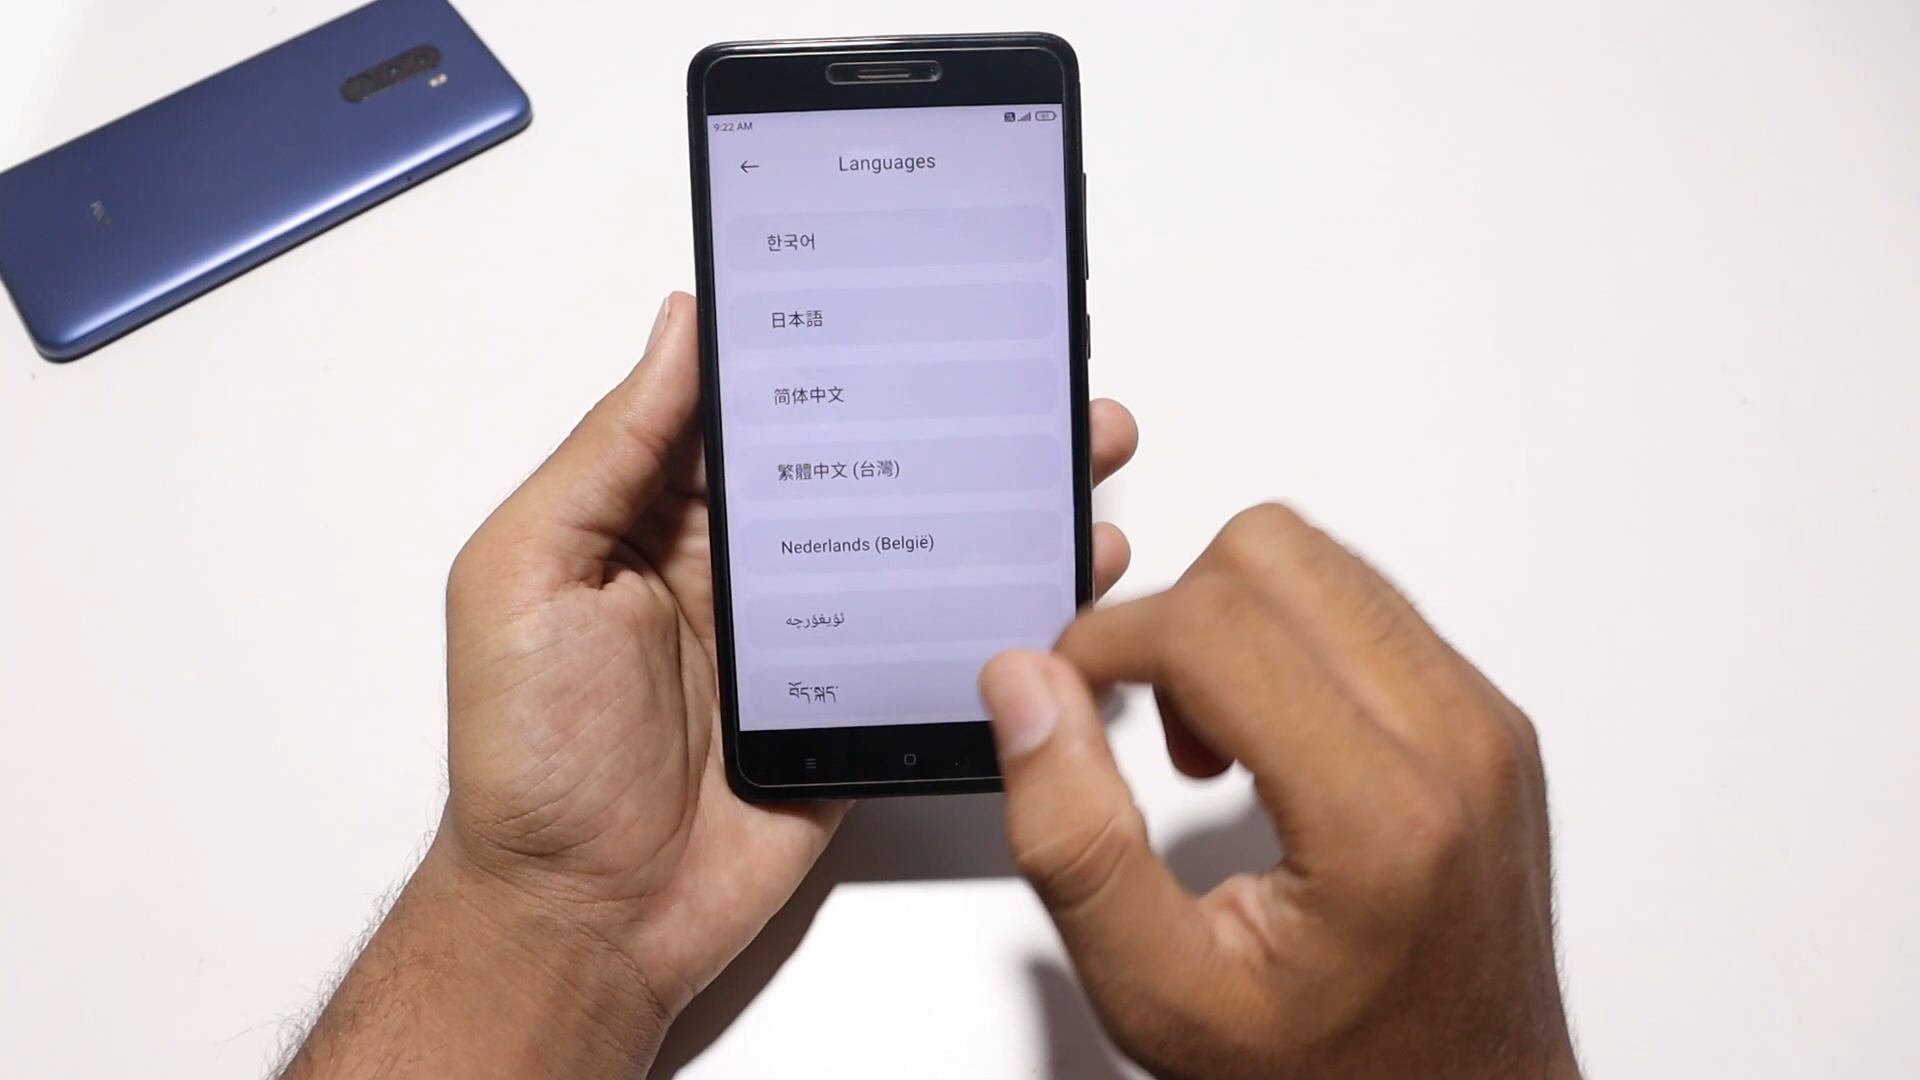 9:22 AM
Languages
한국어
日本語
简体中文
繁體中文 (台灣)
Nederlands (België)
ئۇيغۇرچە
བོད་སྐད་